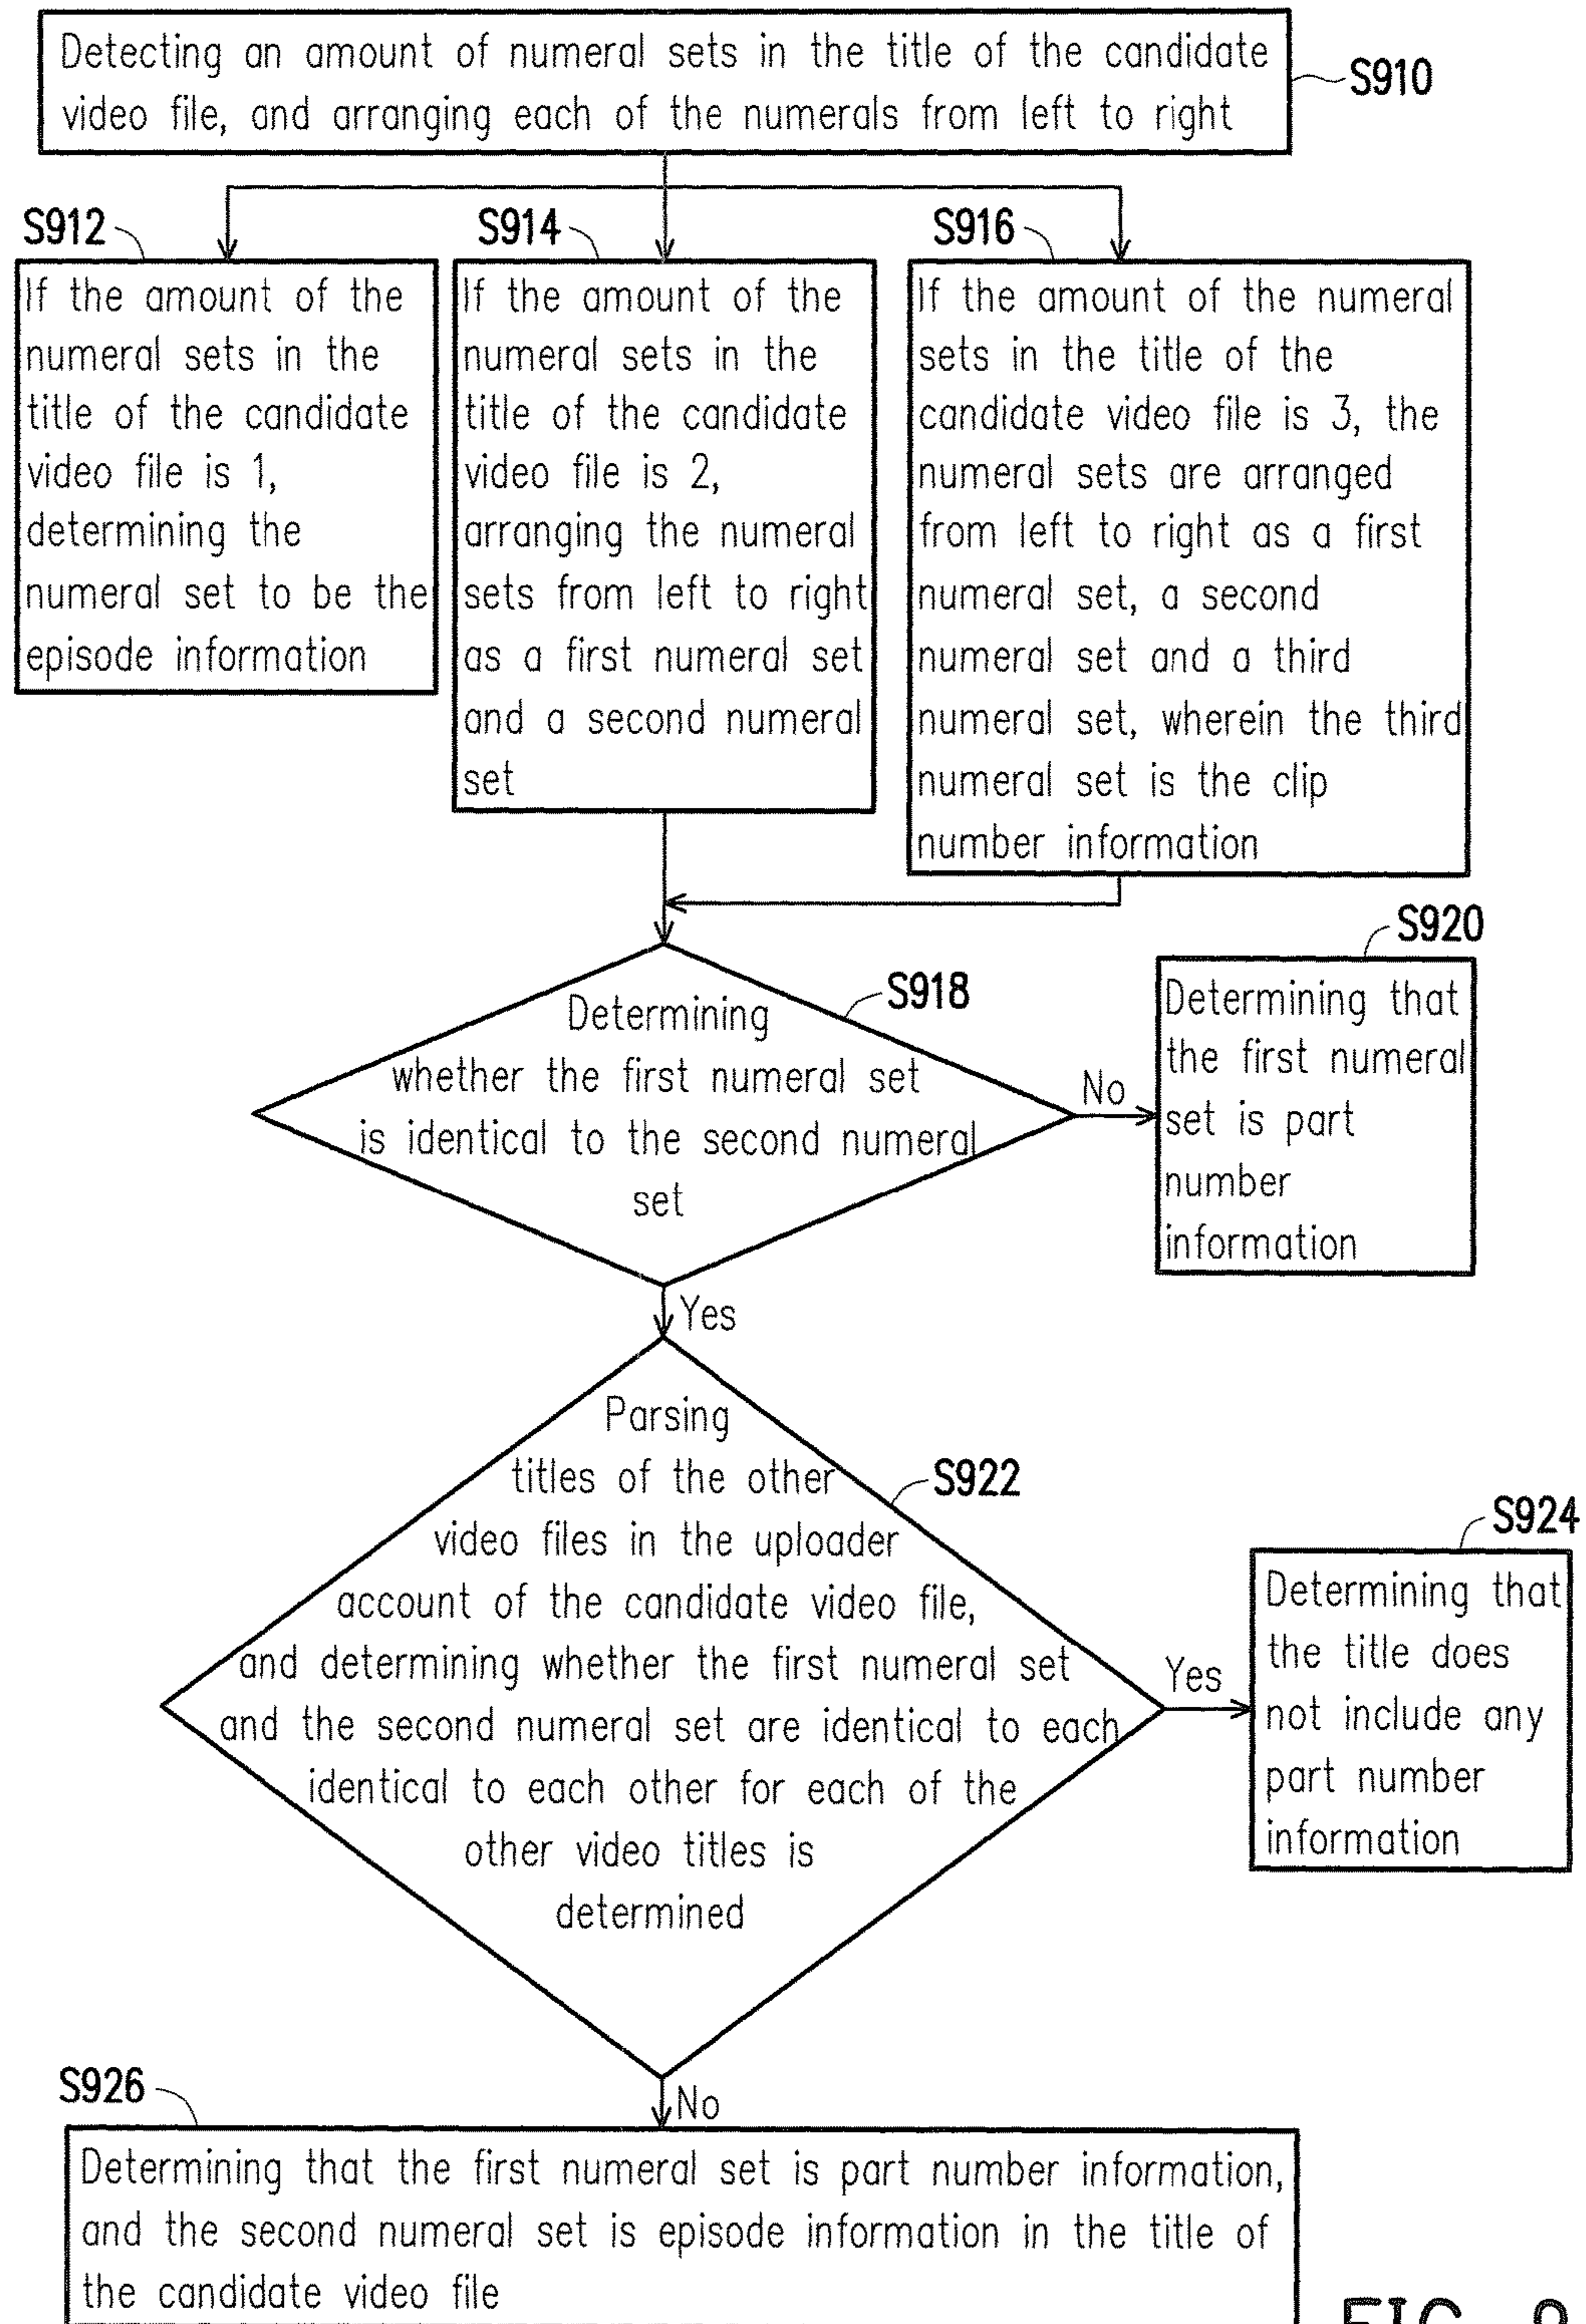 Detecting an amount of numeral sets in the title of the candidate
video file, and arranging each of the numerals from left to right
S910
S912
If the amount of the
numeral sets in the
title of the candidate
video file is 1,
determining the
numeral set to be the
episode information
S914
If the amount of the
numeral sets in the
title of the candidate
video file is 2,
arranging the numeral
sets from left to right
as a first numeral set
and a second numeral
set
S916
If the amount of the numeral
sets in the title of the
candidate video file is 3, the
numeral sets are arranged
from left to right as a first
numeral set, a second
numeral set and a third
numeral set, wherein the third
numeral set is the clip
number information
S918
Determining
whether the first numeral set
is identical to the second numeral
set
No
S920
Determining that
the first numeral
set is part
number
information
Yes
Parsing
titles of the other
video files in the uploader
account of the candidate video file,
and determining whether the first numeral set
and the second numeral set are identical to each
identical to each other for each of the
other video titles is
determined
S922
Yes
S924
Determining that
the title does
not include any
part number
information
No
S926
Determining that the first numeral set is part number information,
and the second numeral set is episode information in the title of
the candidate video file
FIG.